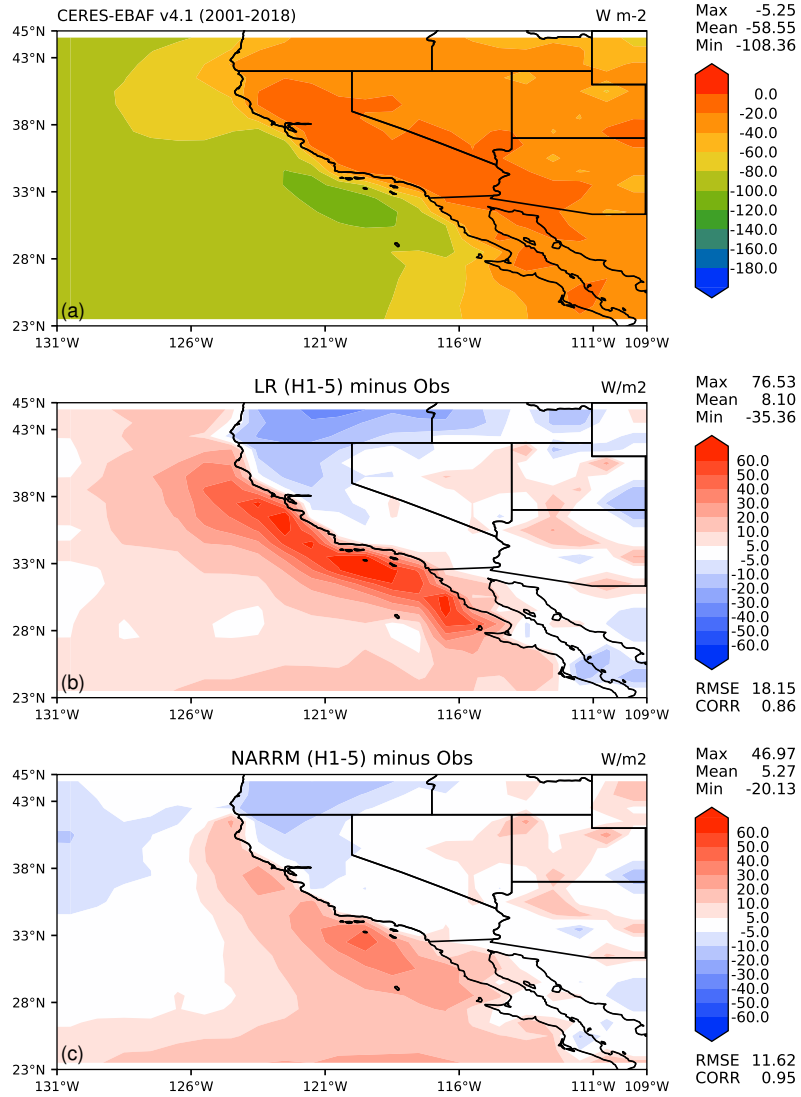 CERES-EBAF v4.1 (2001-2018) W m-2
Max -5.25
Mean -58.55
Min -108.36
45°N
43°N
38°N
33°N
28°N
23°N
(a)
131°W 126°W 121°W 116°W 111°W 109°W
0.0
-20.0
-40.0
-60.0
-80.0
-100.0
-120.0
-140.0
-160.0
-180.0
LR (H1-5) minus Obs W/m2
Max 76.53
Mean 8.10
Min -35.36
45°N
43°N
38°N
33°N
28°N
23°N
(b)
131°W 126°W 121°W 116°W 111°W 109°W
60.0
50.0
40.0
30.0
20.0
10.0
5.0
-5.0
-10.0
-20.0
-30.0
-40.0
-50.0
-60.0
RMSE 18.15
CORR 0.86
NARRM (H1-5) minus Obs W/m2
Max 46.97
Mean 5.27
Min -20.13
45°N
43°N
38°N
33°N
28°N
23°N
(c)
131°W 126°W 121°W 116°W 111°W 109°W
60.0
50.0
40.0
30.0
20.0
10.0
5.0
-5.0
-10.0
-20.0
-30.0
-40.0
-50.0
-60.0
RMSE 11.62
CORR 0.95